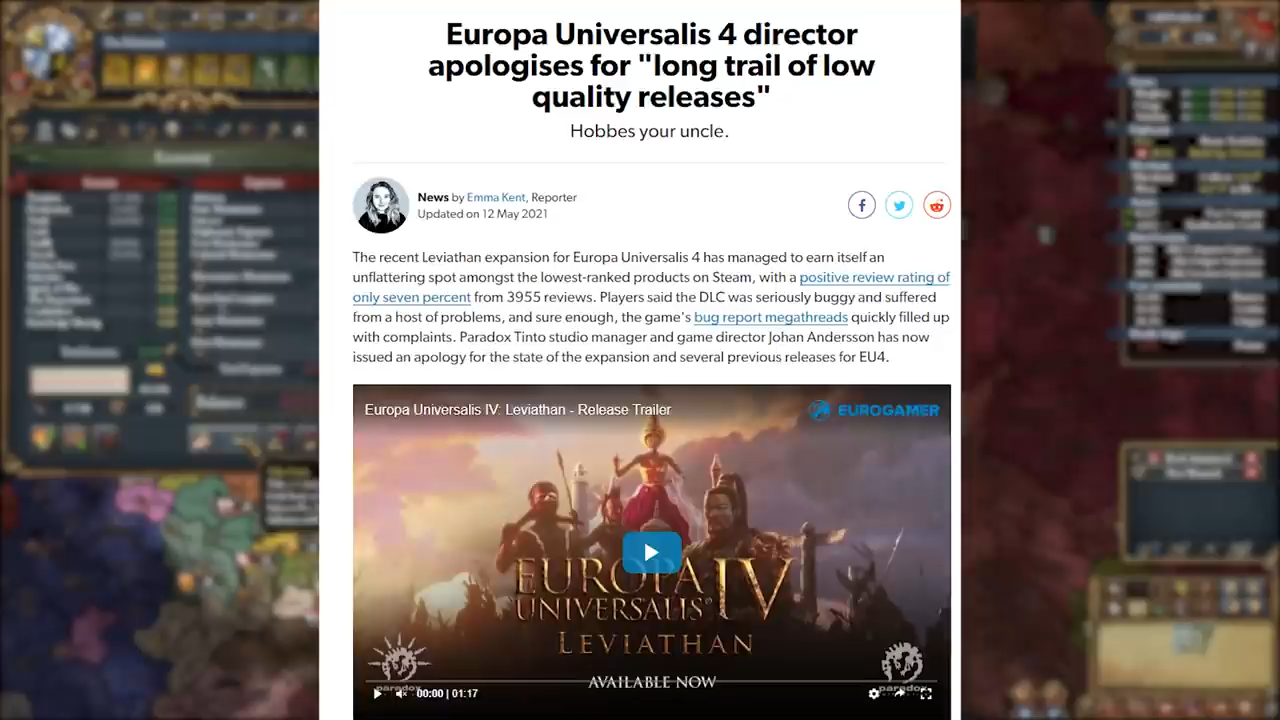 Europa Universalis 4 director
apologises for "long trail of low
quality releases"
Hobbes your uncle.
News by Emma Kent, Reporter
Updated on 12 May 2021
The recent Leviathan expansion for Europa Universalis 4 has managed to earn itself an
unflattering spot amongst the lowest-ranked products on Steam, with a positive review rating of
only seven percent from 3955 reviews. Players said the DLC was seriously buggy and suffered
from a host of problems, and sure enough, the game's bug report megathreads quickly filled up
with complaints. Paradox Tinto studio manager and game director Johan Andersson has now
issued an apology for the state of the expansion and several previous releases for EU4.
Europa Universalis IV: Leviathan - Release Trailer
EUROGAMER
EUROPA
UNIVERSALIS IV
LEVIATHAN
AVAILABLE NOW
paradox
paradox
00:00 | 01:17